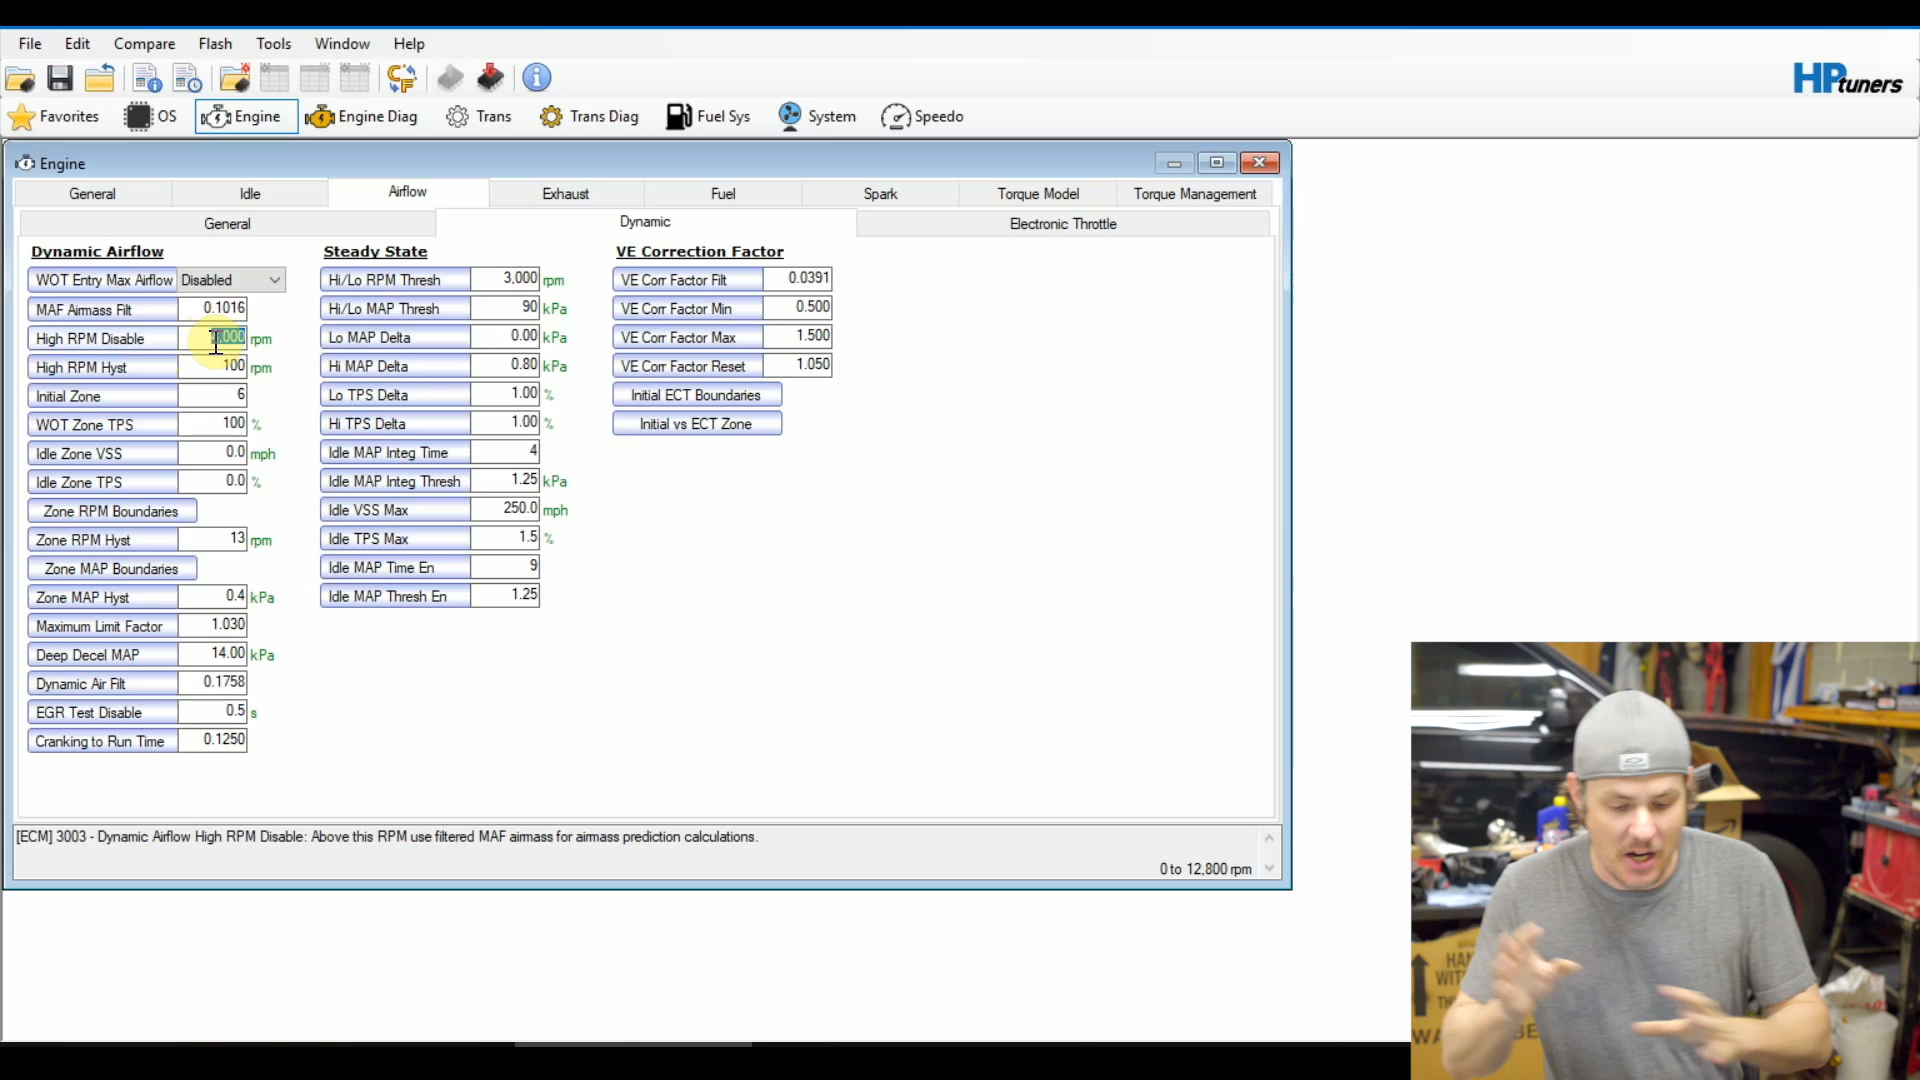 File Edit Compare Flash Tools Window Help
HPtuners
Favorites OS Engine Engine Diag Trans Trans Diag Fuel Sys System Speedo
Engine
General Idle Airflow Exhaust Fuel Spark Torque Model Torque Management
General Dynamic Electronic Throttle
Dynamic Airflow
WOT Entry Max Airflow Disabled
MAF Airmass Filt 0.1016
High RPM Disable rpm
High RPM Hyst 100 rpm
Initial Zone 6
WOT Zone TPS 100 %
Idle Zone VSS 0.0 mph
Idle Zone TPS 0.0 %
Zone RPM Boundaries
Zone RPM Hyst 13 rpm
Zone MAP Boundaries
Zone MAP Hyst 0.4 kPa
Maximum Limit Factor 1.030
Deep Decel MAP 14.00 kPa
Dynamic Air Filt 0.1758
EGR Test Disable 0.5 s
Cranking to Run Time 0.1250
Steady State
Hi/Lo RPM Thresh 3,000 rpm
Hi/Lo MAP Thresh 90 kPa
Lo MAP Delta 0.00 kPa
Hi MAP Delta 0.80 kPa
Lo TPS Delta 1.00 %
Hi TPS Delta 1.00 %
Idle MAP Integ Time 4
Idle MAP Integ Thresh 1.25 kPa
Idle VSS Max 250.0 mph
Idle TPS Max 1.5 %
Idle MAP Time En 9
Idle MAP Thresh En 1.25
VE Correction Factor
VE Corr Factor Filt 0.0391
VE Corr Factor Min 0.500
VE Corr Factor Max 1.500
VE Corr Factor Reset 1.050
Initial ECT Boundaries
Initial vs ECT Zone
[ECM] 3003 - Dynamic Airflow High RPM Disable: Above this RPM use filtered MAF airmass for airmass prediction calculations.
0 to 12,800 rpm